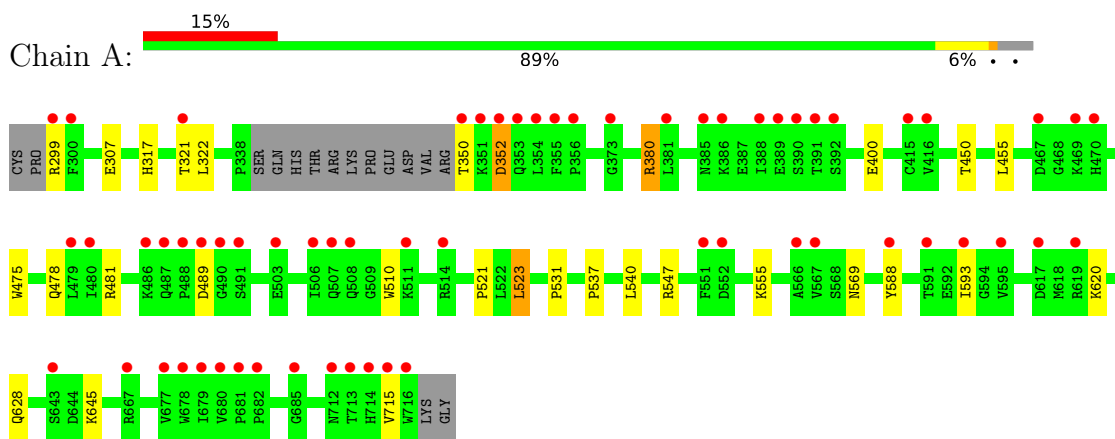 15%
Chain A:
89% 6% • •
CYS PRO R299 F300 E307 H317 T321 L322 P338 SER GLN HIS THR ARG LYS PRO GLU ASP VAL ARG T350 K351 D352 Q353 L354 F355 P356 G373 R380 L381 N385 K386 E387 I388 E389 S390 T391 S392 E400 C415 V416 T450 L455 D467 G468 K469 H470
W475 Q478 L479 I480 R481 K486 Q487 P488 D489 G490 S491 E503 I506 Q507 Q508 G509 W510 K511 R514 P521 L522 L523 P531 P537 L540 R547 F551 D552 K555 A566 V567 S568 N569 Y588 T591 E592 I593 G594 V595 D617 M618 R619 K620
Q628 S643 D644 K645 R667 V677 W678 I679 V680 P681 P682 G685 N712 T713 H714 V715 W716 LYS GLY